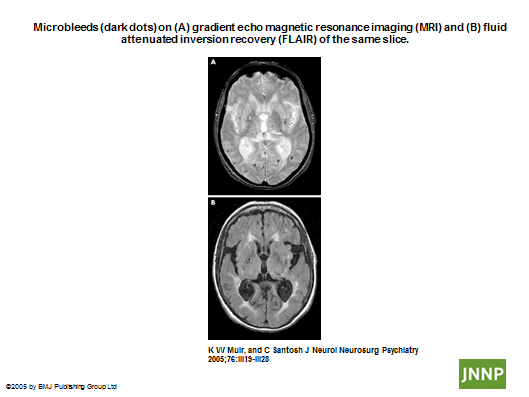 Microbleeds (dark dots) on (A) gradient echo magnetic resonance imaging (MRI) and (B) fluid
attenuated inversion recovery (FLAIR) of the same slice.
A
B
K W Muir, and C Santosh J Neurol Neurosurg Psychiatry
2005;76:iii19-iii28
©2005 by BMJ Publishing Group Ltd
JNNP